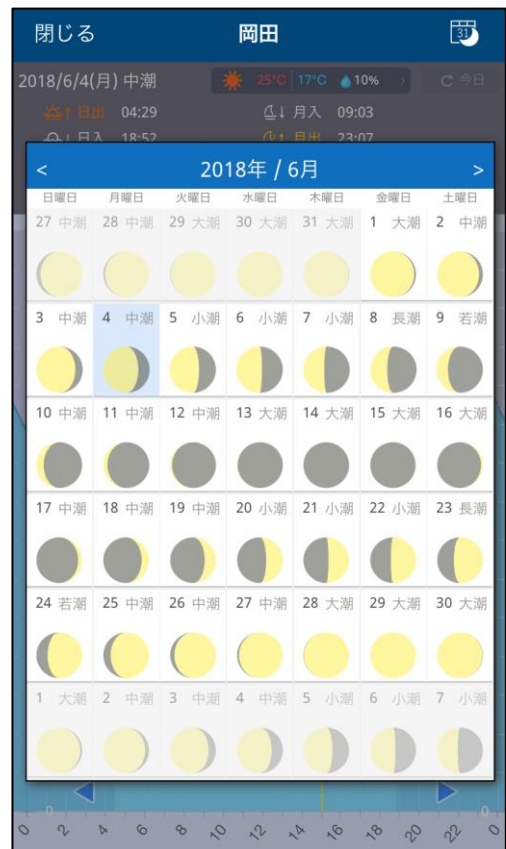 閉じる 岡田 31
2018/6/4(月) 中潮 25°C 17°C 10% 〉 今日
日出 04:29 月入 09:03
日入 18:52 月出 23:07
< 2018年 / 6月 >
日曜日 月曜日 火曜日 水曜日 木曜日 金曜日 土曜日
27 中潮 28 中潮 29 大潮 30 大潮 31 大潮 1 大潮 2 中潮
3 中潮 4 中潮 5 小潮 6 小潮 7 小潮 8 長潮 9 若潮
10 中潮 11 中潮 12 中潮 13 大潮 14 大潮 15 大潮 16 大潮
17 中潮 18 中潮 19 中潮 20 小潮 21 小潮 22 小潮 23 長潮
24 若潮 25 中潮 26 中潮 27 中潮 28 大潮 29 大潮 30 大潮
1 大潮 2 中潮 3 中潮 4 中潮 5 小潮 6 小潮 7 小潮
0 0
0 2 4 6 8 10 12 14 16 18 20 22 0